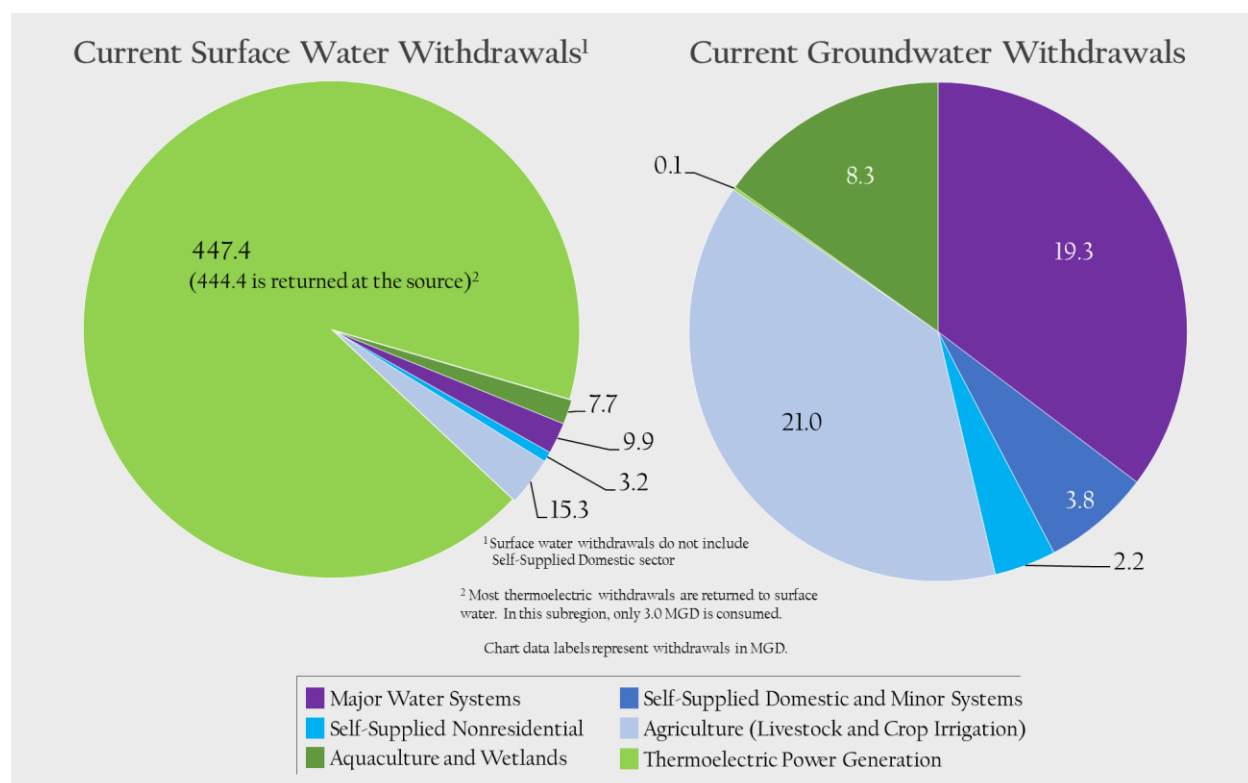 Current Surface Water Withdrawals¹
447.4
(444.4 is returned at the source)²
7.7
9.9
3.2
15.3
Current Groundwater Withdrawals
0.1
8.3
19.3
21.0
3.8
2.2
¹ Surface water withdrawals do not include
Self-Supplied Domestic sector
² Most thermoelectric withdrawals are returned to surface
water. In this subregion, only 3.0 MGD is consumed.
Chart data labels represent withdrawals in MGD.
Major Water Systems
Self-Supplied Domestic and Minor Systems
Self-Supplied Nonresidential
Agriculture (Livestock and Crop Irrigation)
Aquaculture and Wetlands
Thermoelectric Power Generation